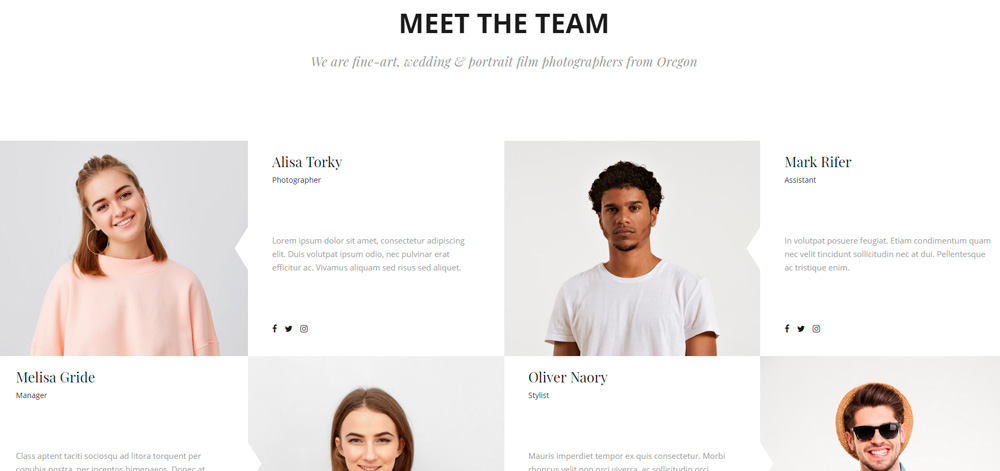 MEET THE TEAM
We are fine-art, wedding & portrait film photographers from Oregon
Alisa Torky
Photographer
Lorem ipsum dolor sit amet, consectetur adipiscing
elit. Duis volutpat ipsum odio, nec pulvinar erat
efficitur ac. Vivamus aliquam sed risus sed aliquet.
Mark Rifer
Assistant
In volutpat posuere feugiat. Etiam condimentum quam
nec velit tincidunt sollicitudin nec at dui. Pellentesque
ac tristique enim.
Melisa Gride
Manager
Class aptent taciti sociosqu ad litora torquent per
conubia nostra, per inceptos himenaeos. Donec at
Oliver Naory
Stylist
Mauris imperdiet tempor ex quis consectetur. Morbi
rhoncus velit non orci viverra, ac sollicitudin orci